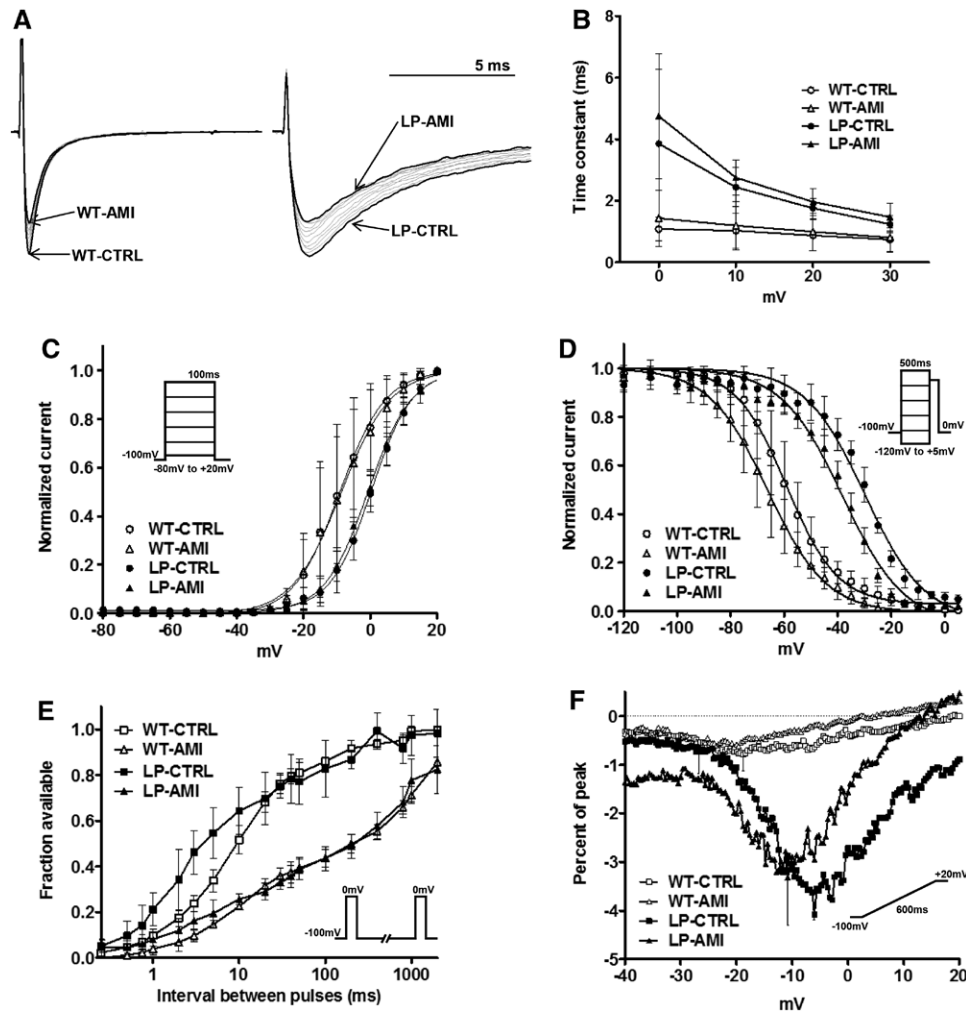 A
5 ms
LP-AMI
WT-AMI
WT-CTRL
LP-CTRL
B
Time constant (ms)
8
6
4
2
0
WT-CTRL
WT-AMI
LP-CTRL
LP-AMI
0 10 20 30
mV
C
Normalized current
1.0
0.8
0.6
0.4
0.2
0.0
100ms
-100mV
-80mV to +20mV
WT-CTRL
WT-AMI
LP-CTRL
LP-AMI
-80 -60 -40 -20 0 20
mV
D
Normalized current
1.0
0.8
0.6
0.4
0.2
0.0
500ms
-100mV
0mV
-120mV to +5mV
WT-CTRL
WT-AMI
LP-CTRL
LP-AMI
-120 -100 -80 -60 -40 -20 0
mV
E
Fraction available
1.0
0.8
0.6
0.4
0.2
0.0
WT-CTRL
WT-AMI
LP-CTRL
LP-AMI
0mV 0mV
-100mV
1 10 100 1000
Interval between pulses (ms)
F
Percent of peak
0
-1
-2
-3
-4
-5
WT-CTRL
WT-AMI
LP-CTRL
LP-AMI
+20mV
600ms
-100mV
-40 -30 -20 -10 0 10 20
mV